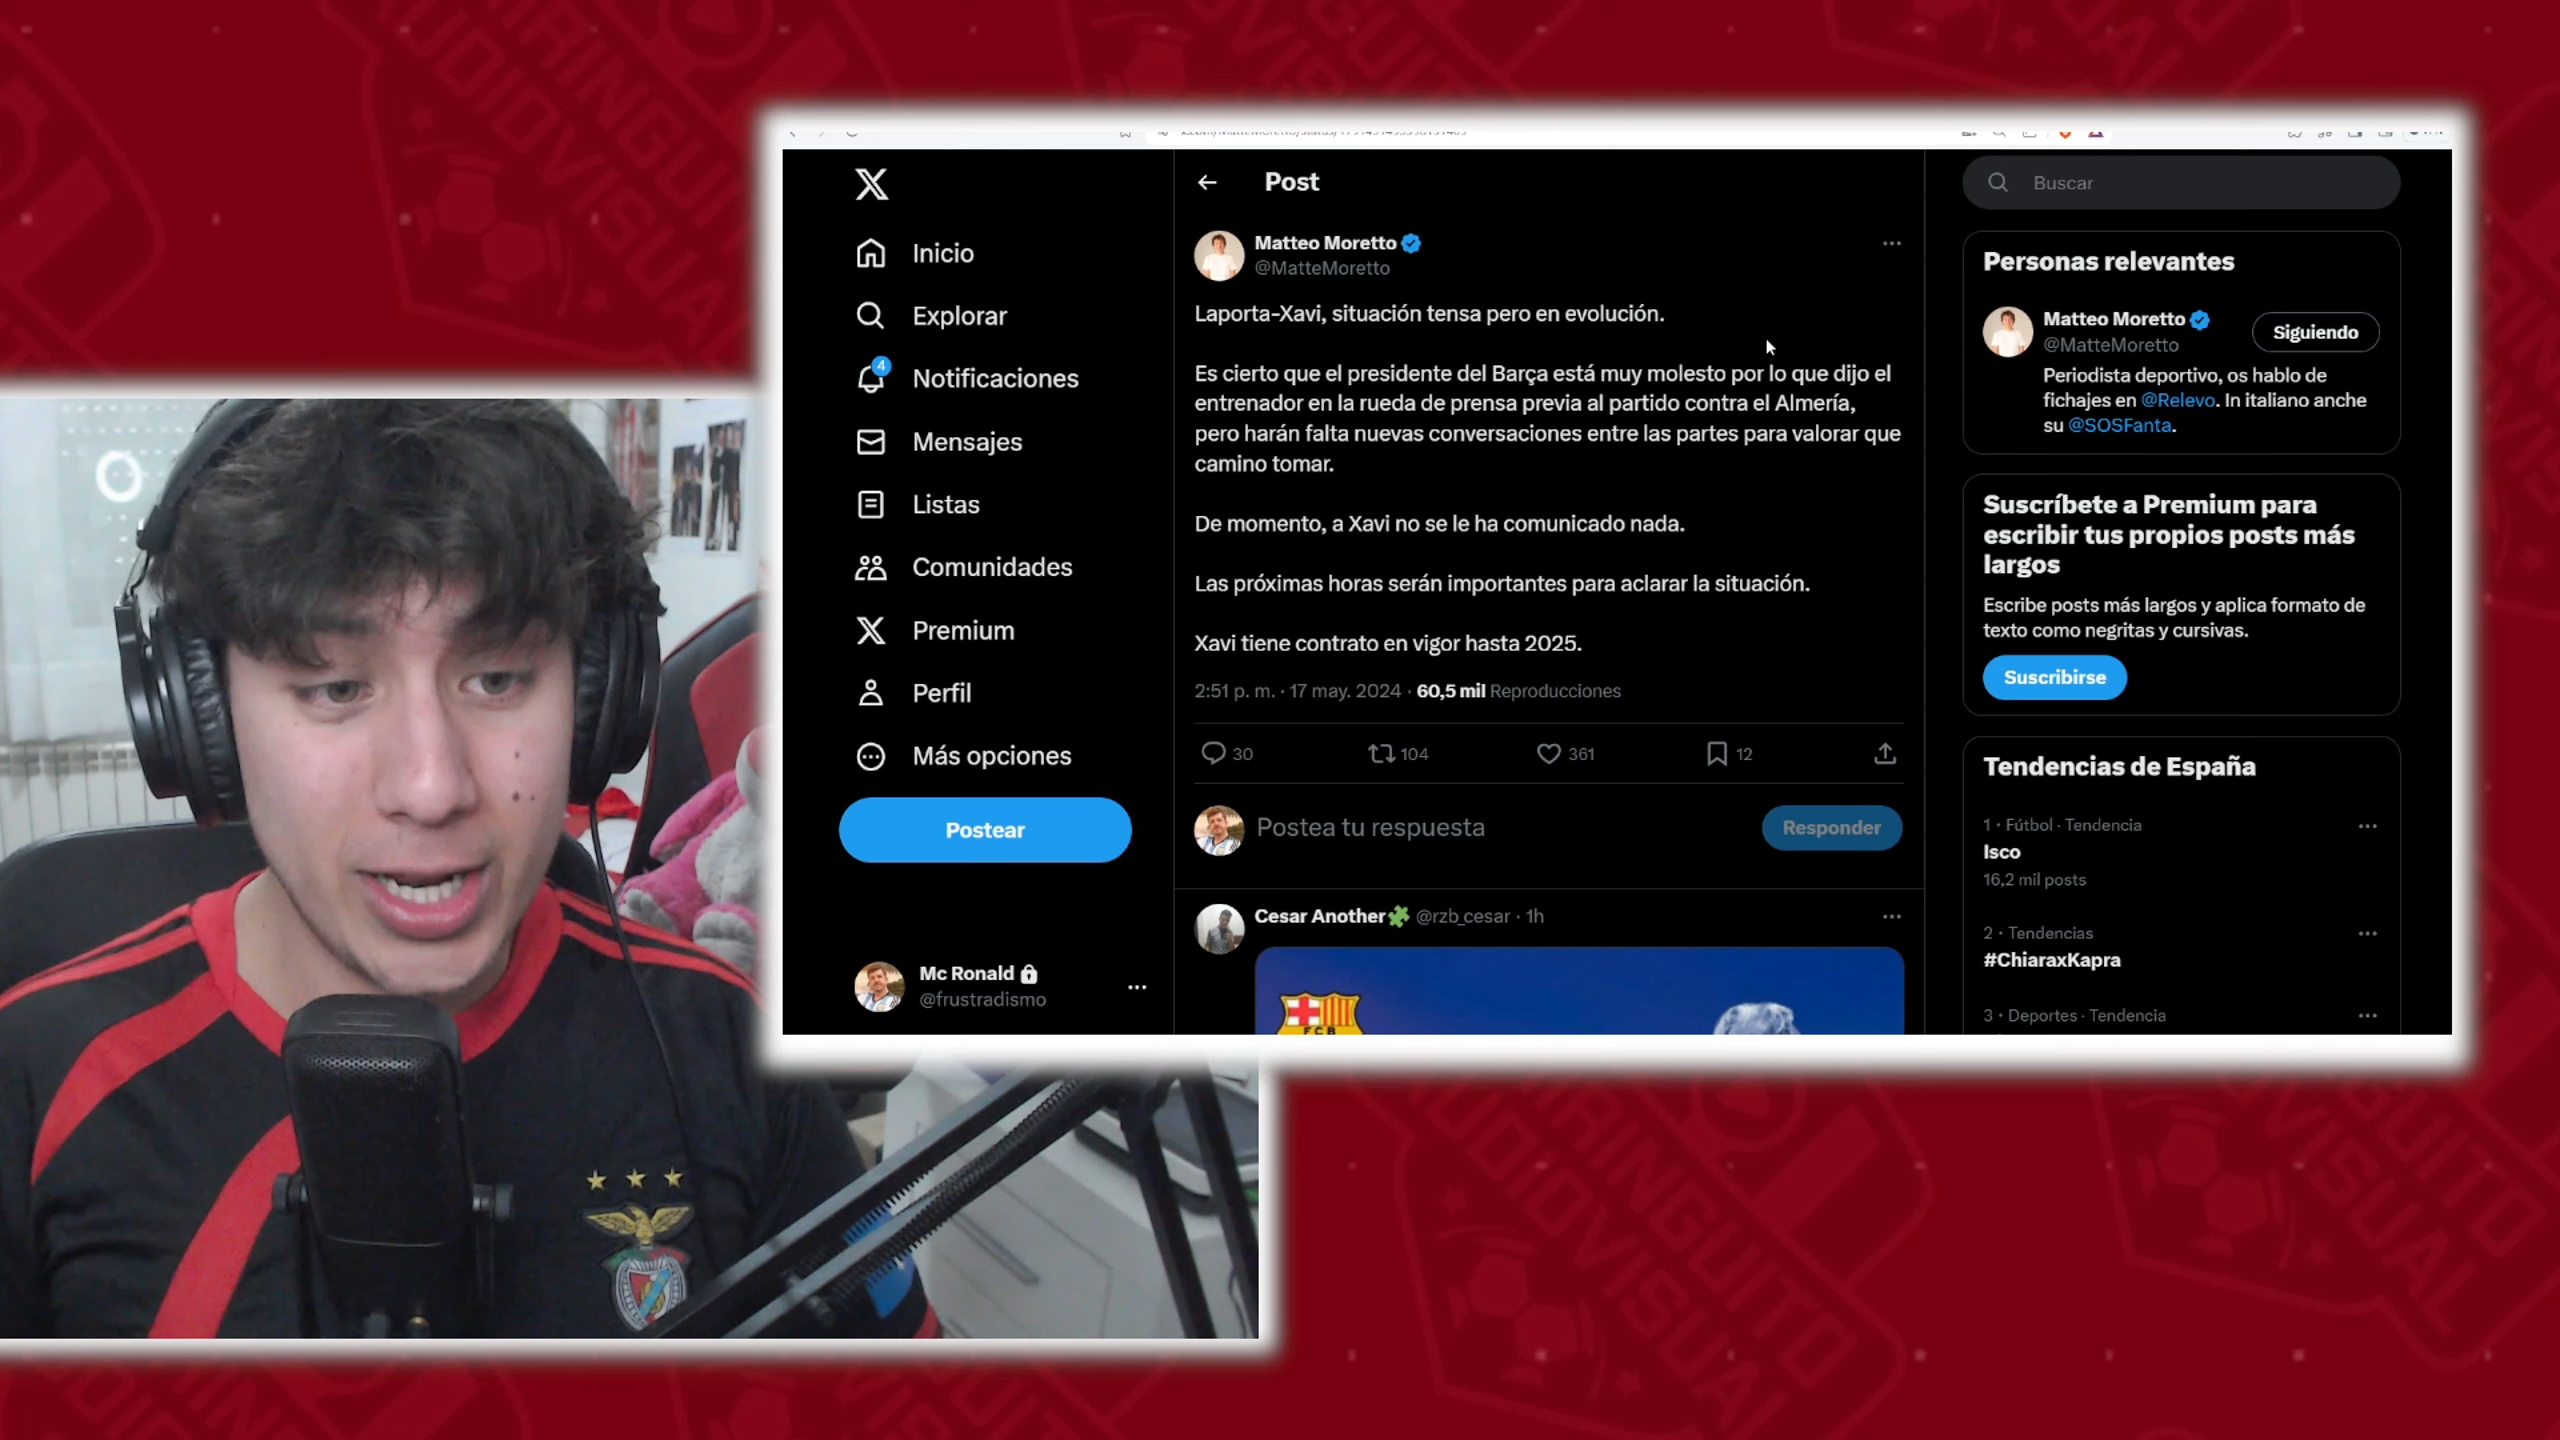 Post
Buscar
Matteo Moretto
@MatteMoretto
Laporta-Xavi, situación tensa pero en evolución.
Es cierto que el presidente del Barça está muy molesto por lo que dijo el
entrenador en la rueda de prensa previa al partido contra el Almería,
pero harán falta nuevas conversaciones entre las partes para valorar que
camino tomar.
De momento, a Xavi no se le ha comunicado nada.
Las próximas horas serán importantes para aclarar la situación.
Xavi tiene contrato en vigor hasta 2025.
2:51 p. m. · 17 may. 2024 · 60,5 mil Reproducciones
30
104
361
12
Postea tu respuesta
Responder
Cesar Another @rzb_cesar · 1h
FCB
Inicio
Explorar
4
Notificaciones
Mensajes
Listas
Comunidades
Premium
Perfil
Más opciones
Postear
Mc Ronald
@frustradismo
Personas relevantes
Matteo Moretto
@MatteMoretto
Siguiendo
Periodista deportivo, os hablo de
fichajes en @Relevo. In italiano anche
su @SOSFanta.
Suscríbete a Premium para
escribir tus propios posts más
largos
Escribe posts más largos y aplica formato de
texto como negritas y cursivas.
Suscribirse
Tendencias de España
1 · Fútbol · Tendencia
Isco
16,2 mil posts
2 · Tendencias
#ChiaraxKapra
3 · Deportes · Tendencia